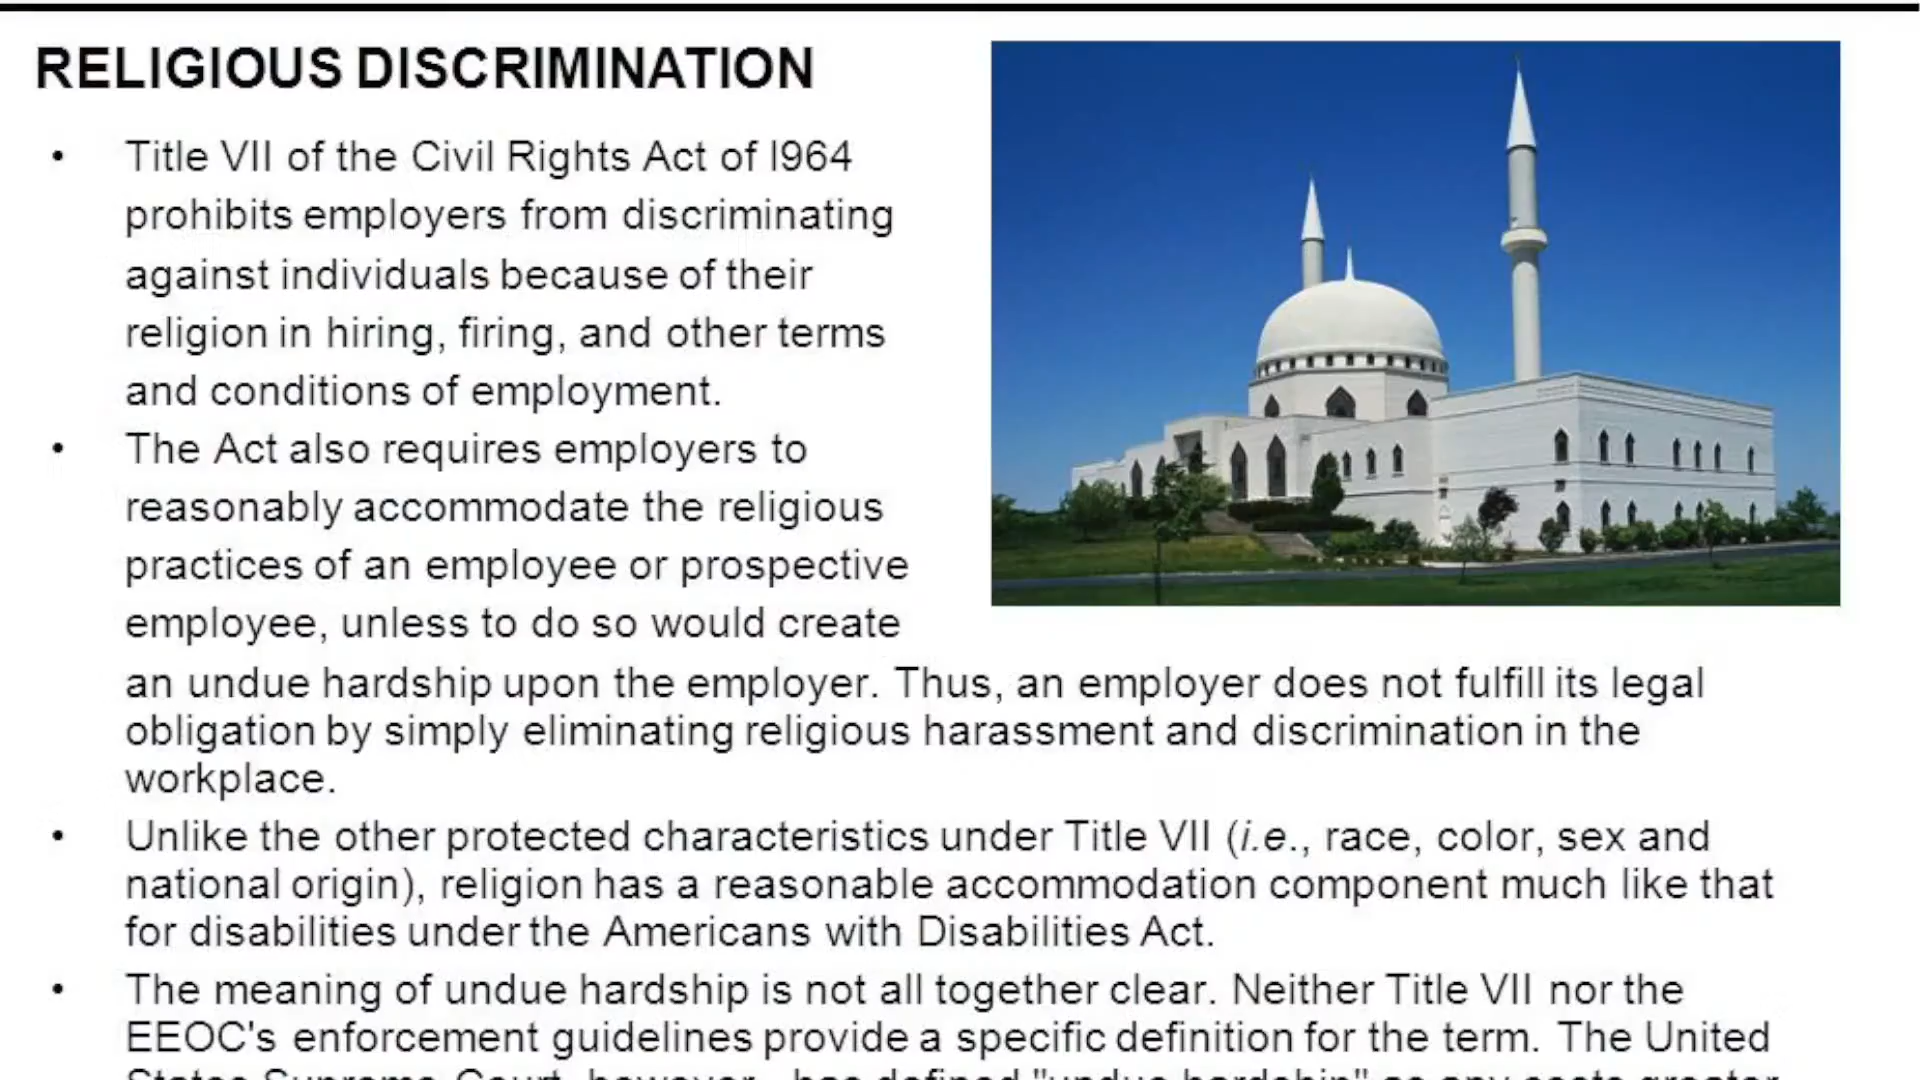 RELIGIOUS DISCRIMINATION
• Title VII of the Civil Rights Act of I964
prohibits employers from discriminating
against individuals because of their
religion in hiring, firing, and other terms
and conditions of employment.
• The Act also requires employers to
reasonably accommodate the religious
practices of an employee or prospective
employee, unless to do so would create
an undue hardship upon the employer. Thus, an employer does not fulfill its legal
obligation by simply eliminating religious harassment and discrimination in the
workplace.
• Unlike the other protected characteristics under Title VII (i.e., race, color, sex and
national origin), religion has a reasonable accommodation component much like that
for disabilities under the Americans with Disabilities Act.
• The meaning of undue hardship is not all together clear. Neither Title VII nor the
EEOC's enforcement guidelines provide a specific definition for the term. The United
States Supreme Court, however, has defined "undue hardship" as any costs greater